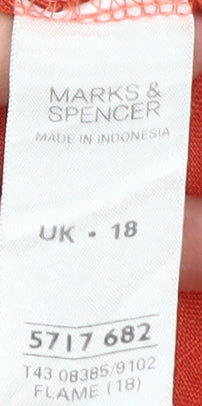 MARKS &
SPENCER
MADE IN INDONESIA
UK - 18
5717 682
T43 08385/9102
FLAME (18)